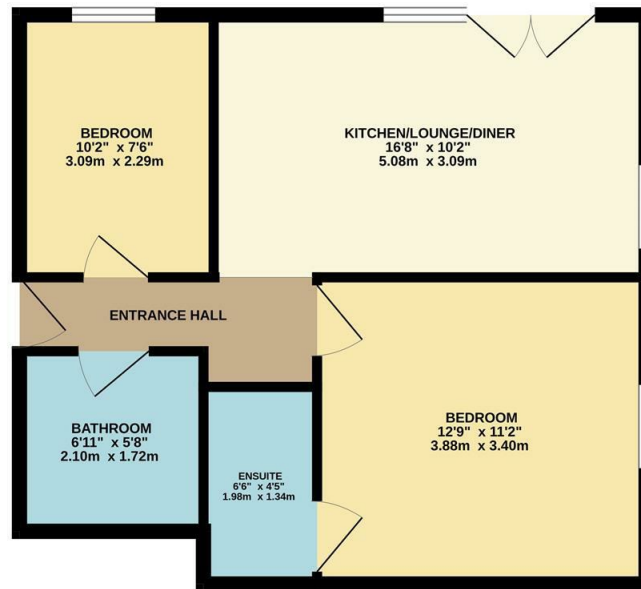 BEDROOM
10'2" x 7'6"
3.09m x 2.29m
KITCHEN/LOUNGE/DINER
16'8" x 10'2"
5.08m x 3.09m
ENTRANCE HALL
BATHROOM
6'11" x 5'8"
2.10m x 1.72m
ENSUITE
6'6" x 4'5"
1.98m x 1.34m
BEDROOM
12'9" x 11'2"
3.88m x 3.40m